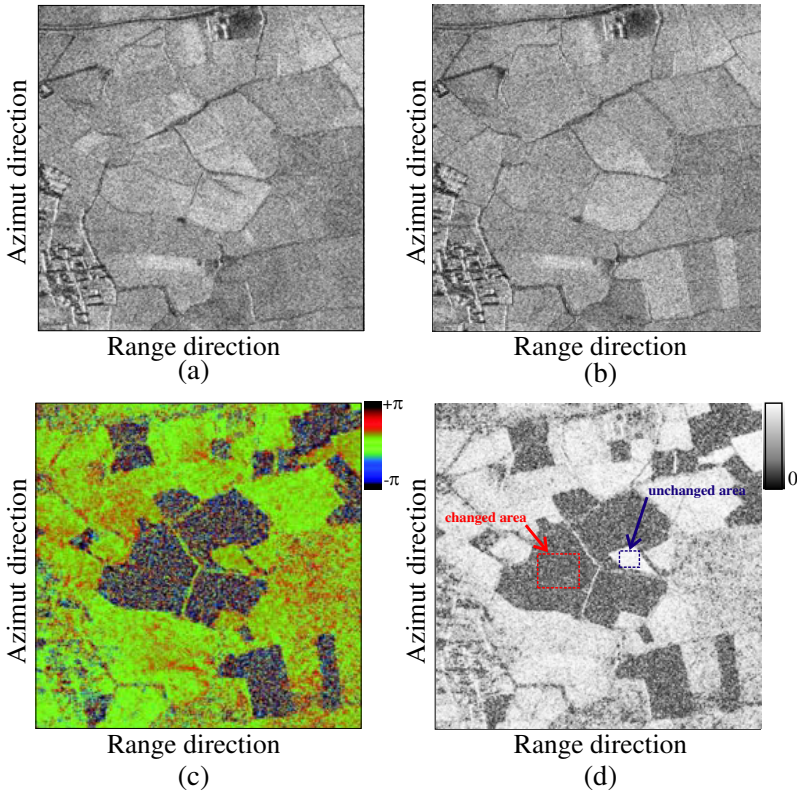 Azimut direction
Range direction
(a)
Azimut direction
Range direction
(b)
Azimut direction
+π
-π
Range direction
(c)
Azimut direction
0
unchanged area
changed area
Range direction
(d)